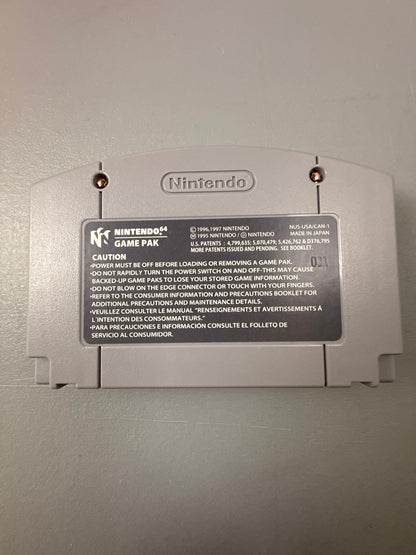 Nintendo
NINTENDO64
GAME PAK
©1996,1997 NINTENDO
Ⓜ1995 NINTENDO / ⓒNINTENDO
NUS-USA/CAN-1
MADE IN JAPAN
U.S. PATENTS : 4,799,635; 5,070,479; 5,426,762 & D376,795
MORE PATENTS ISSUED AND PENDING. SEE BOOKLET.
CAUTION
•POWER MUST BE OFF BEFORE LOADING OR REMOVING A GAME PAK.
•DO NOT RAPIDLY TURN THE POWER SWITCH ON AND OFF-THIS MAY CAUSE
BACKED-UP GAME PAKS TO LOSE YOUR STORED GAME INFORMATION.
•DO NOT BLOW ON THE EDGE CONNECTOR OR TOUCH WITH YOUR FINGERS.
•REFER TO THE CONSUMER INFORMATION AND PRECAUTIONS BOOKLET FOR
ADDITIONAL PRECAUTIONS AND MAINTENANCE DETAILS.
•VEUILLEZ CONSULTER LE MANUAL "RENSEIGNEMENTS ET AVERTISSEMENTS À
L'INTENTION DES CONSOMMATEURS."
•PARA PRECAUCIONES E INFORMACIÓN CONSULTE EL FOLLETO DE
SERVICIO AL CONSUMIDOR.